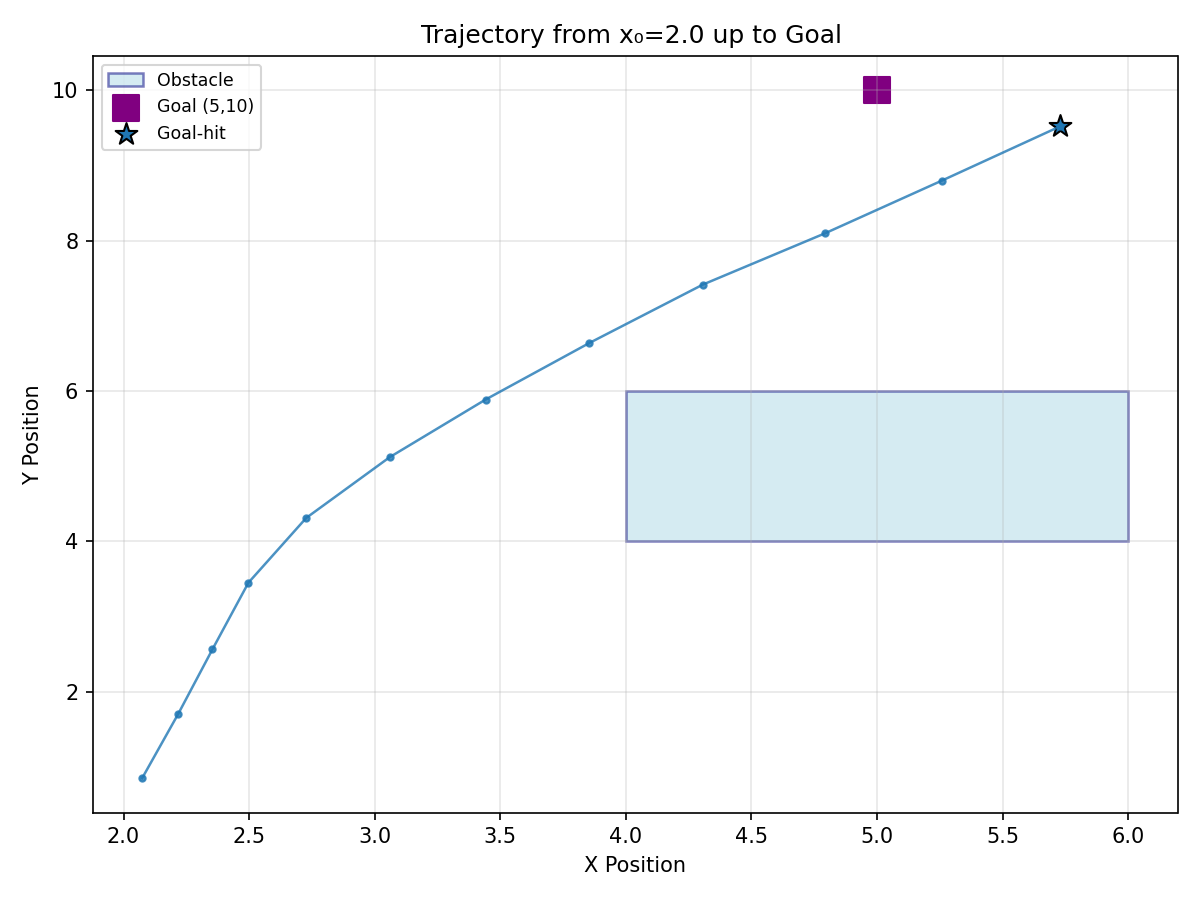 Trajectory from x₀=2.0 up to Goal
Obstacle
Goal (5,10)
Goal-hit
10
8
6
4
2
Y Position
2.0 2.5 3.0 3.5 4.0 4.5 5.0 5.5 6.0
X Position